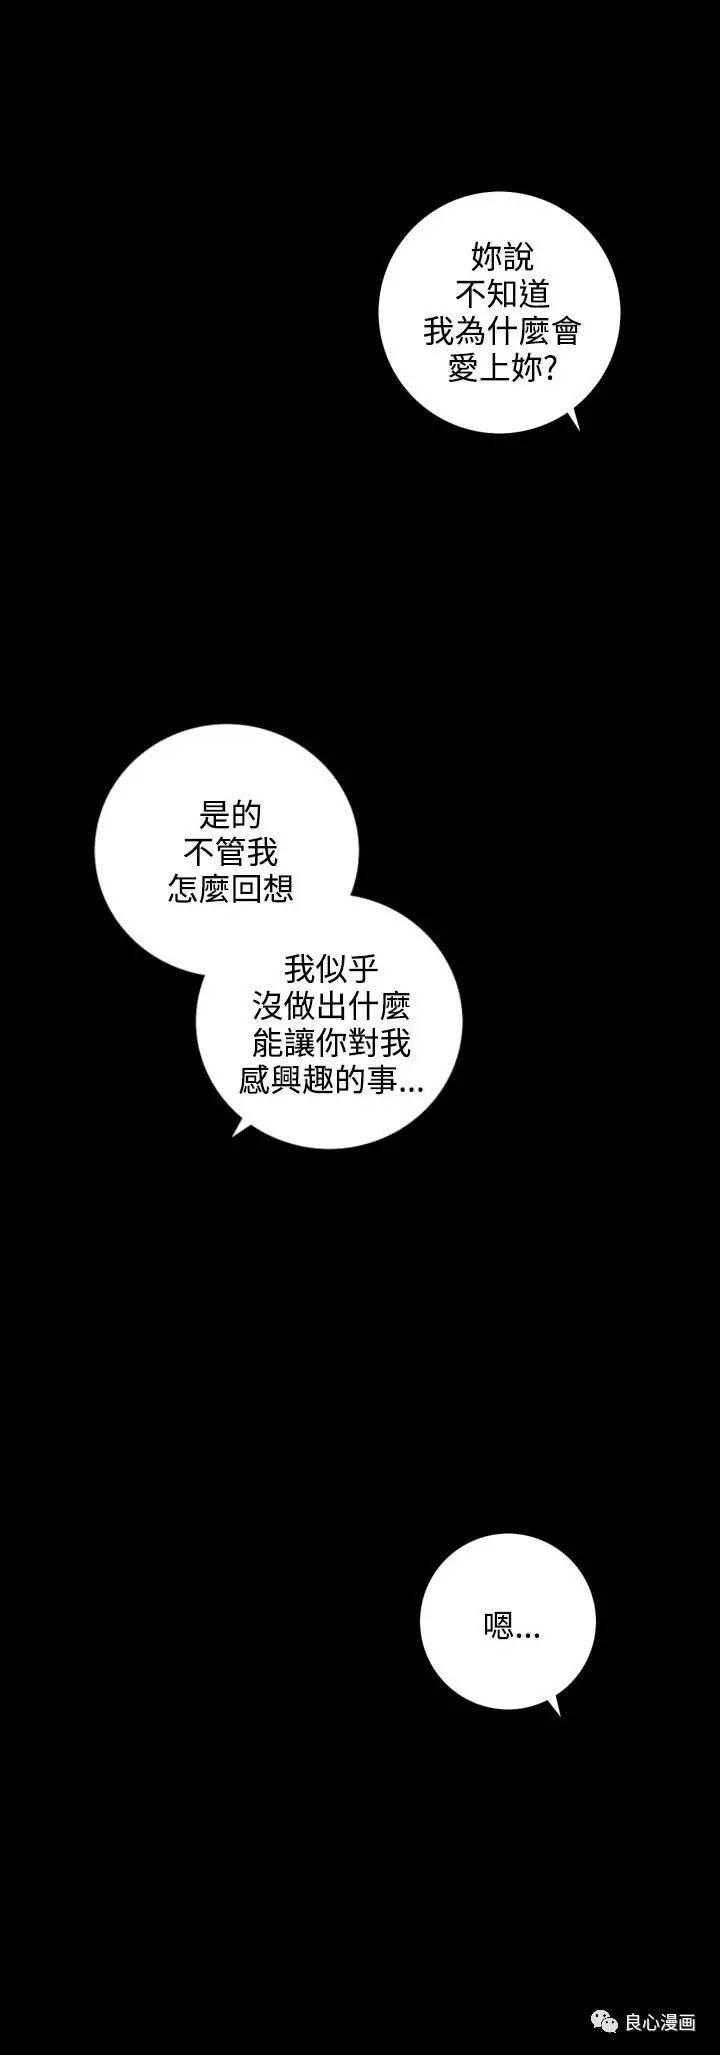 妳說
不知道
我為什麼會
愛上妳?
是的
不管我
怎麼回想
我似乎
沒做出什麼
能讓你對我
感興趣的事...
嗯...
良心漫画